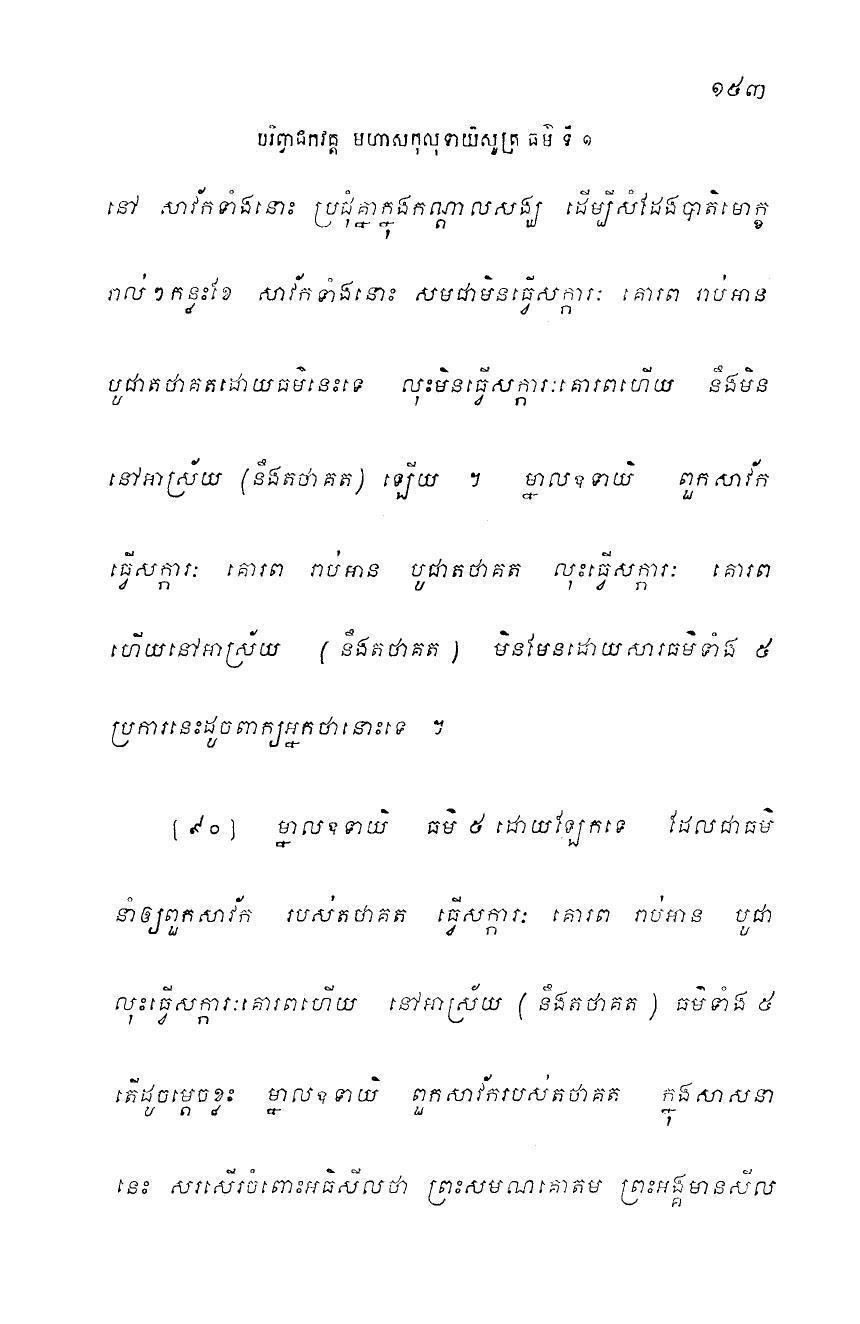 ១៥៣
បរិព្វាជកវគ្គ មហាសកុលុទាយិសូត្រ ធម៌ ទី ១
នៅ សាវ័កទាំងនោះ ប្រជុំគ្នាក្នុងកណ្តាលសង្ឃ ដើម្បីសំដែងបាតិមោក្ខ
រាល់ៗកន្លះខែ សាវ័កទាំងនោះ សមជាមិនធ្វើសក្ការៈ គោរព រាប់អាន
បូជាតថាគតដោយធម៌នេះទេ លុះមិនធ្វើសក្ការៈគោរពហើយ នឹងមិន
នៅអាស្រ័យ (នឹងតថាគត) ឡើយ ។ ម្នាលឧទាយិ ពួកសាវ័ក
ធ្វើសក្ការៈ គោរព រាប់អាន បូជាតថាគត លុះធ្វើសក្ការៈ គោរព
ហើយនៅអាស្រ័យ ( នឹងតថាគត ) មិនមែនដោយសារធម៌ទាំង ៥
ប្រការនេះដូចពាក្យអ្នកថានោះទេ ។
[៩០] ម្នាលឧទាយិ ធម៌ ៥ ដោយឡែកទេ ដែលជាធម៌
នាំឲ្យពួកសាវ័ក របស់តថាគត ធ្វើសក្ការៈ គោរព រាប់អាន បូជា
លុះធ្វើសក្ការៈគោរពហើយ នៅអាស្រ័យ ( នឹងតថាគត ) ធម៌ទាំង ៥
តើដូចម្តេចខ្លះ ម្នាលឧទាយិ ពួកសាវ័ករបស់តថាគត ក្នុងសាសនា
នេះ សរសើរចំពោះអធិសីលថា ព្រះសមណគោតម ព្រះអង្គមានសីល